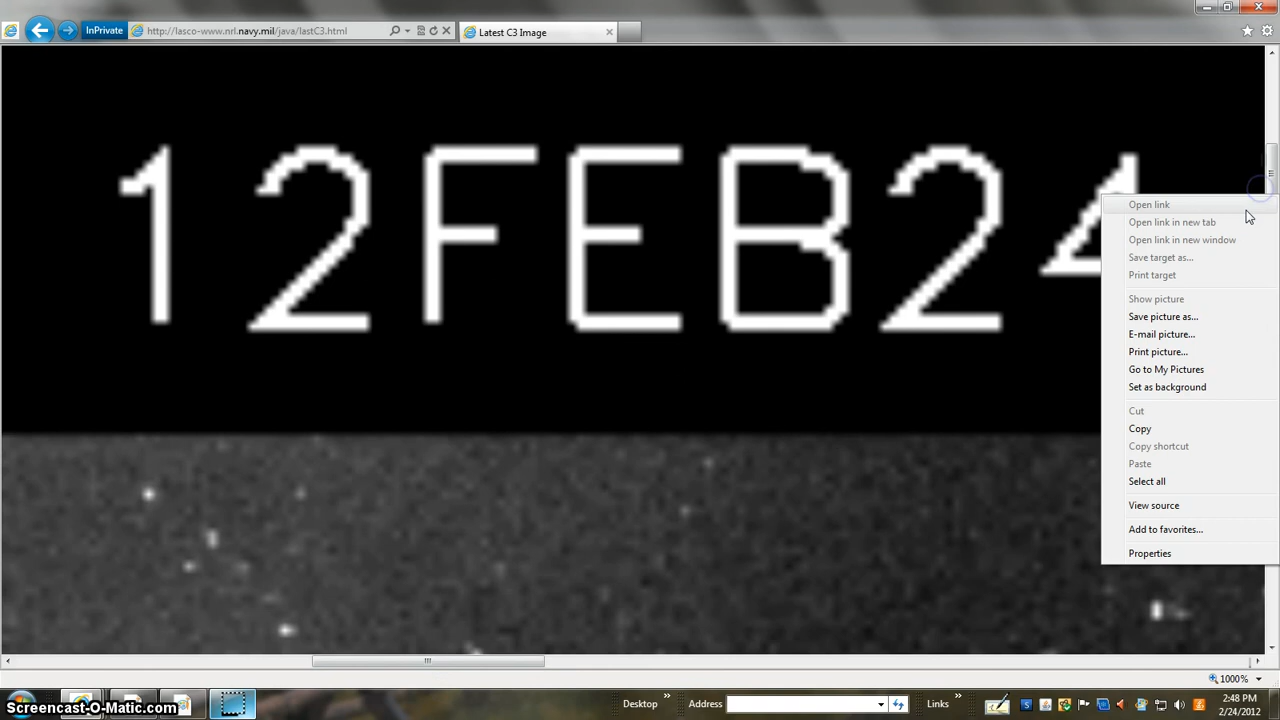 InPrivate
http://lasco-www.nrl.navy.mil/java/lastC3.html
Latest C3 Image
12FEB24
Open link
Open link in new tab
Open link in new window
Save target as...
Print target
Show picture
Save picture as...
E-mail picture...
Print picture...
Go to My Pictures
Set as background
Cut
Copy
Copy shortcut
Paste
Select all
View source
Add to favorites...
Properties
1000%
Screencast-O-Matic.com
Desktop
»
Address
Links
»
2:48 PM
2/24/2012